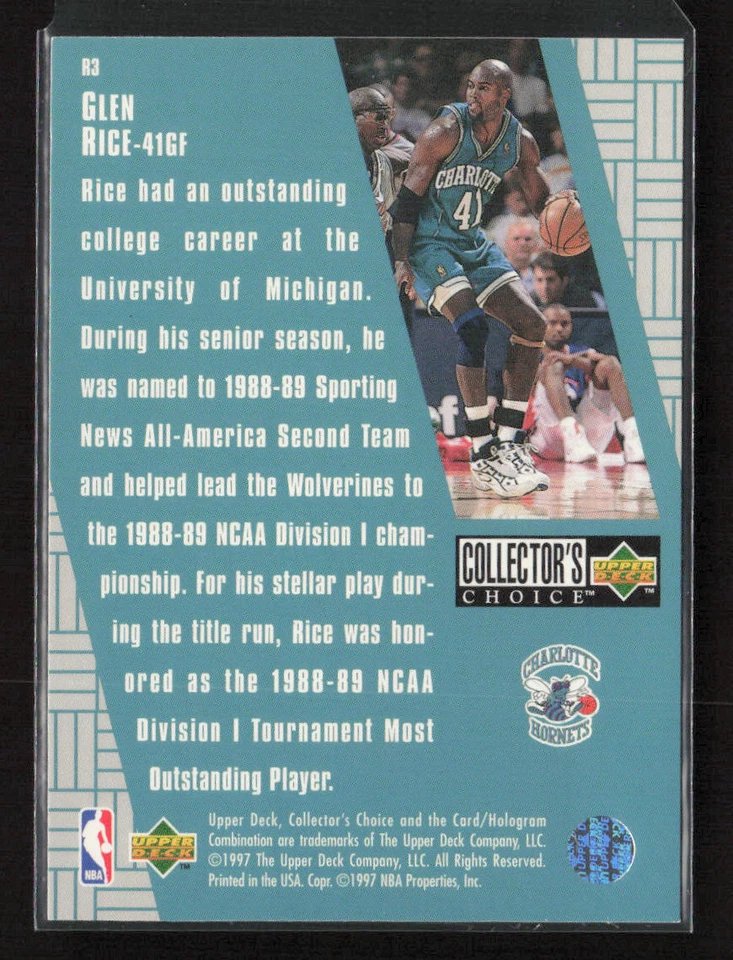 R3
GLEN
RICE-41GF
Rice had an outstanding
college career at the
University of Michigan.
During his senior season, he
was named to 1988-89 Sporting
News All-America Second Team
and helped lead the Wolverines to
the 1988-89 NCAA Division I cham-
pionship. For his stellar play dur-
ing the title run, Rice was hon-
ored as the 1988-89 NCAA
Division I Tournament Most
Outstanding Player.
CHARLOTTE
41
COLLECTOR'S
CHOICE™
UPPER
DECK™
CHARLOTTE
HORNETS
NBA
UPPER
DECK™
Upper Deck, Collector's Choice and the Card/Hologram
Combination are trademarks of The Upper Deck Company, LLC.
©1997 The Upper Deck Company, LLC. All Rights Reserved.
Printed in the USA. Copr. ©1997 NBA Properties, Inc.